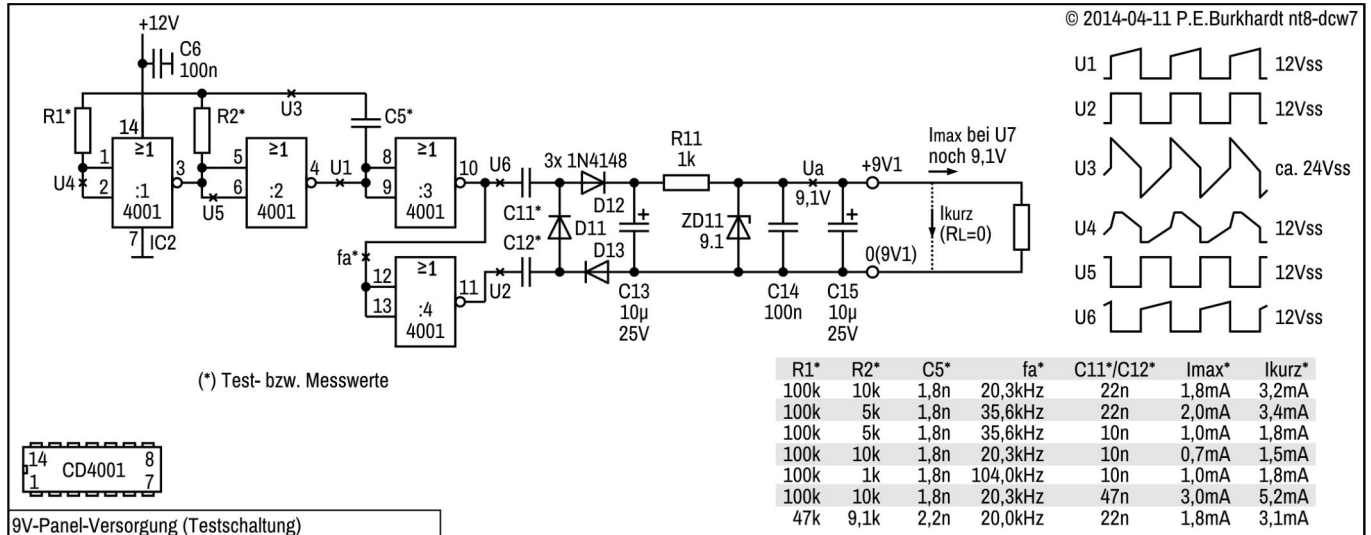 © 2014-04-11 P.E.Burkhardt nt8-dcw7
+12V
C6
100n
R1*
R2*
U3
C5*
14
≥1
1
2
3
:1
4001
7
IC2
U4
U5
≥1
5
6
4
:2
4001
U1
≥1
8
9
10
:3
4001
U6
fa*
≥1
12
13
11
:4
4001
U2
C11*
C12*
3x 1N4148
D12
D11
D13
C13
10µ
25V
R11
1k
ZD11
9.1
C14
100n
Ua
9,1V
C15
10µ
25V
+9V1
0(9V1)
Imax bei U7
noch 9,1V
Ikurz
(RL=0)
U1 12Vss
U2 12Vss
U3 ca. 24Vss
U4 12Vss
U5 12Vss
U6 12Vss
(*) Test- bzw. Messwerte
R1* R2* C5* fa* C11*/C12* Imax* Ikurz*
100k 10k 1,8n 20,3kHz 22n 1,8mA 3,2mA
100k 5k 1,8n 35,6kHz 22n 2,0mA 3,4mA
100k 5k 1,8n 35,6kHz 10n 1,0mA 1,8mA
100k 10k 1,8n 20,3kHz 10n 0,7mA 1,5mA
100k 1k 1,8n 104,0kHz 10n 1,0mA 1,8mA
100k 10k 1,8n 20,3kHz 47n 3,0mA 5,2mA
47k 9,1k 2,2n 20,0kHz 22n 1,8mA 3,1mA
14 8
CD4001
1 7
9V-Panel-Versorgung (Testschaltung)